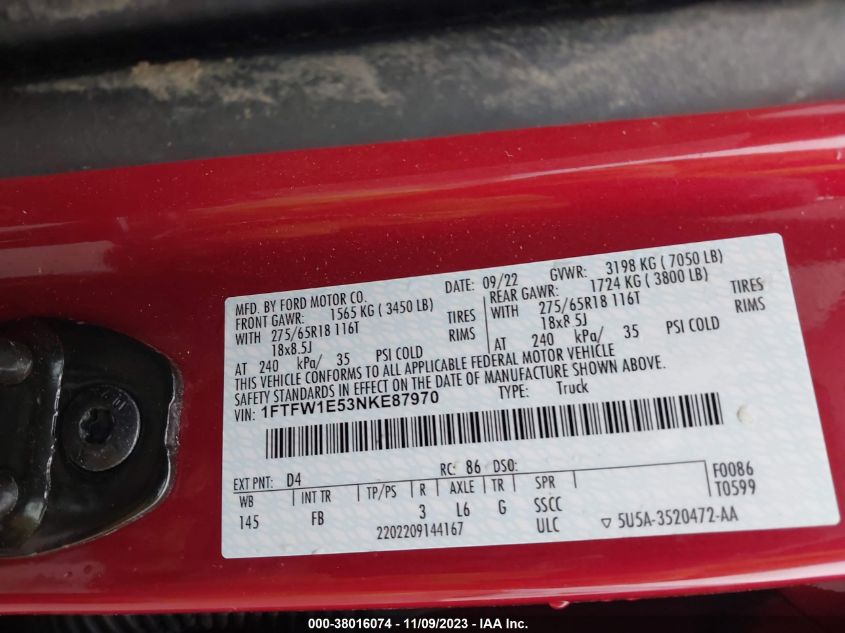 MFD. BY FORD MOTOR CO. DATE: 09/22 GVWR: 3198 KG ( 7050 LB)
FRONT GAWR: 1565 KG ( 3450 LB) REAR GAWR: 1724 KG ( 3800 LB)
WITH 275/65R18 116T TIRES WITH 275/65R18 116T TIRES
18x8.5J RIMS 18x8.5J RIMS
AT 240 kPa/ 35 PSI COLD AT 240 kPa/ 35 PSI COLD
THIS VEHICLE CONFORMS TO ALL APPLICABLE FEDERAL MOTOR VEHICLE
SAFETY STANDARDS IN EFFECT ON THE DATE OF MANUFACTURE SHOWN ABOVE.
VIN: 1FTFW1E53NKE87970 TYPE: Truck
EXT PNT: D4 RC: 86 DSO: F0086
WB INT TR TP/PS R AXLE TR SPR T0599
145 FB 3 L6 G SSCC
2202209144167 ULC ▽ 5U5A-3520472-AA
000-38016074 - 11/09/2023 - IAA Inc.